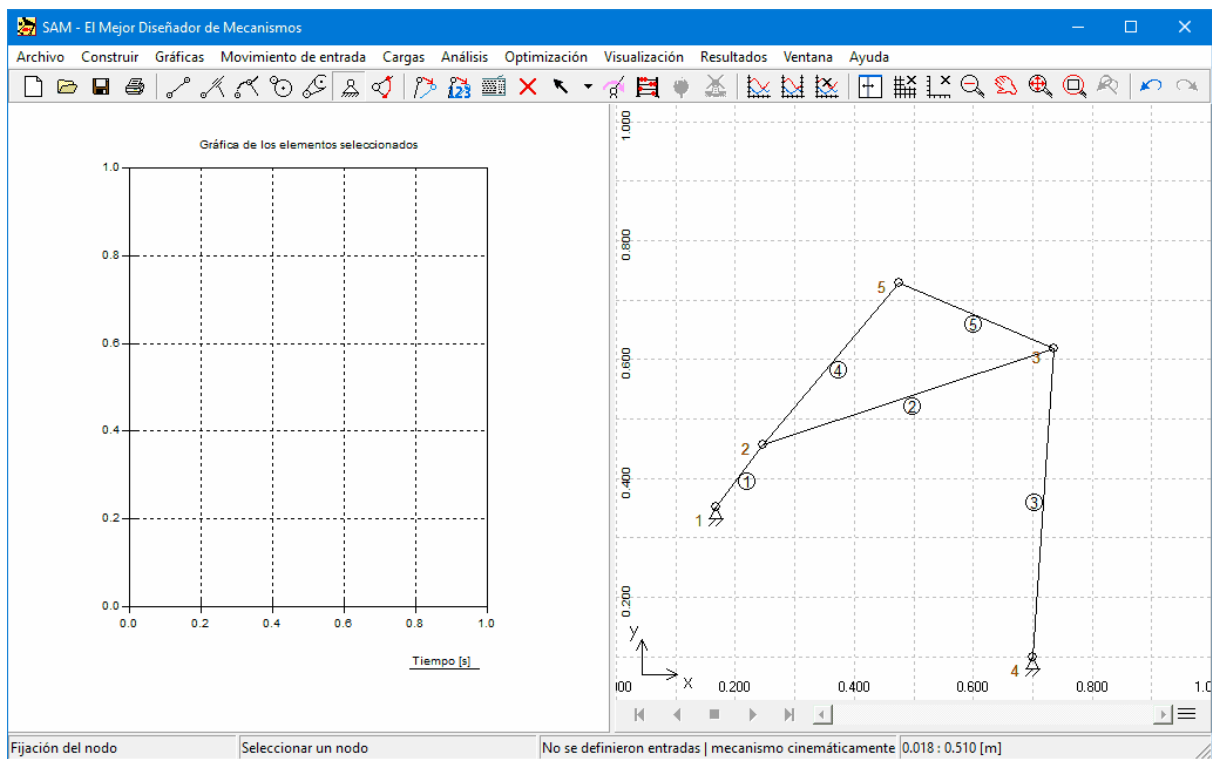 SAM - El Mejor Diseñador de Mecanismos
Archivo Construir Gráficas Movimiento de entrada Cargas Análisis Optimización Visualización Resultados Ventana Ayuda
123
Gráfica de los elementos seleccionados
1.0
0.8
0.6
0.4
0.2
0.0
0.0 0.2 0.4 0.6 0.8 1.0
Tiempo [s]
1.000
0.800
0.600
0.400
0.200
5
5
3
4
2
2
1
1
3
4
y
x
000 0.200 0.400 0.600 0.800 1.0
Fijación del nodo
Seleccionar un nodo
No se definieron entradas | mecanismo cinemáticamente
0.018 : 0.510 [m]